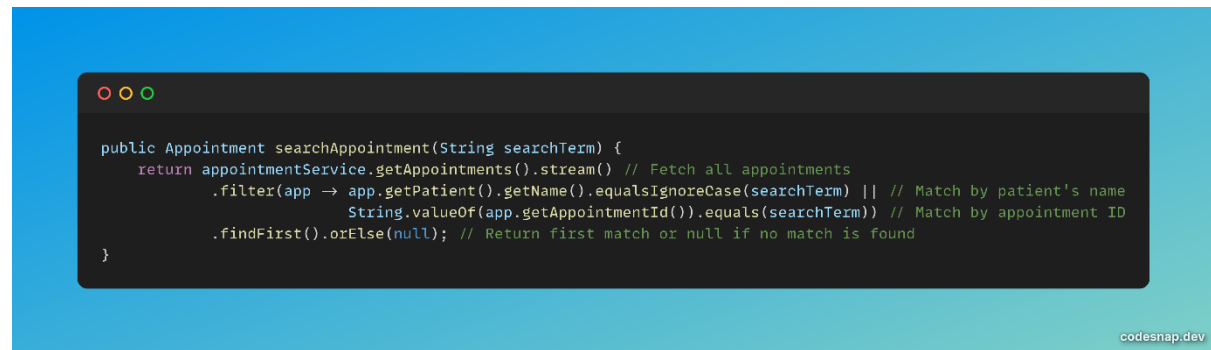 public Appointment searchAppointment(String searchTerm) {
    return appointmentService.getAppointments().stream() // Fetch all appointments
            .filter(app → app.getPatient().getName().equalsIgnoreCase(searchTerm) || // Match by patient's name
                           String.valueOf(app.getAppointmentId()).equals(searchTerm)) // Match by appointment ID
            .findFirst().orElse(null); // Return first match or null if no match is found
}
codesnap.dev